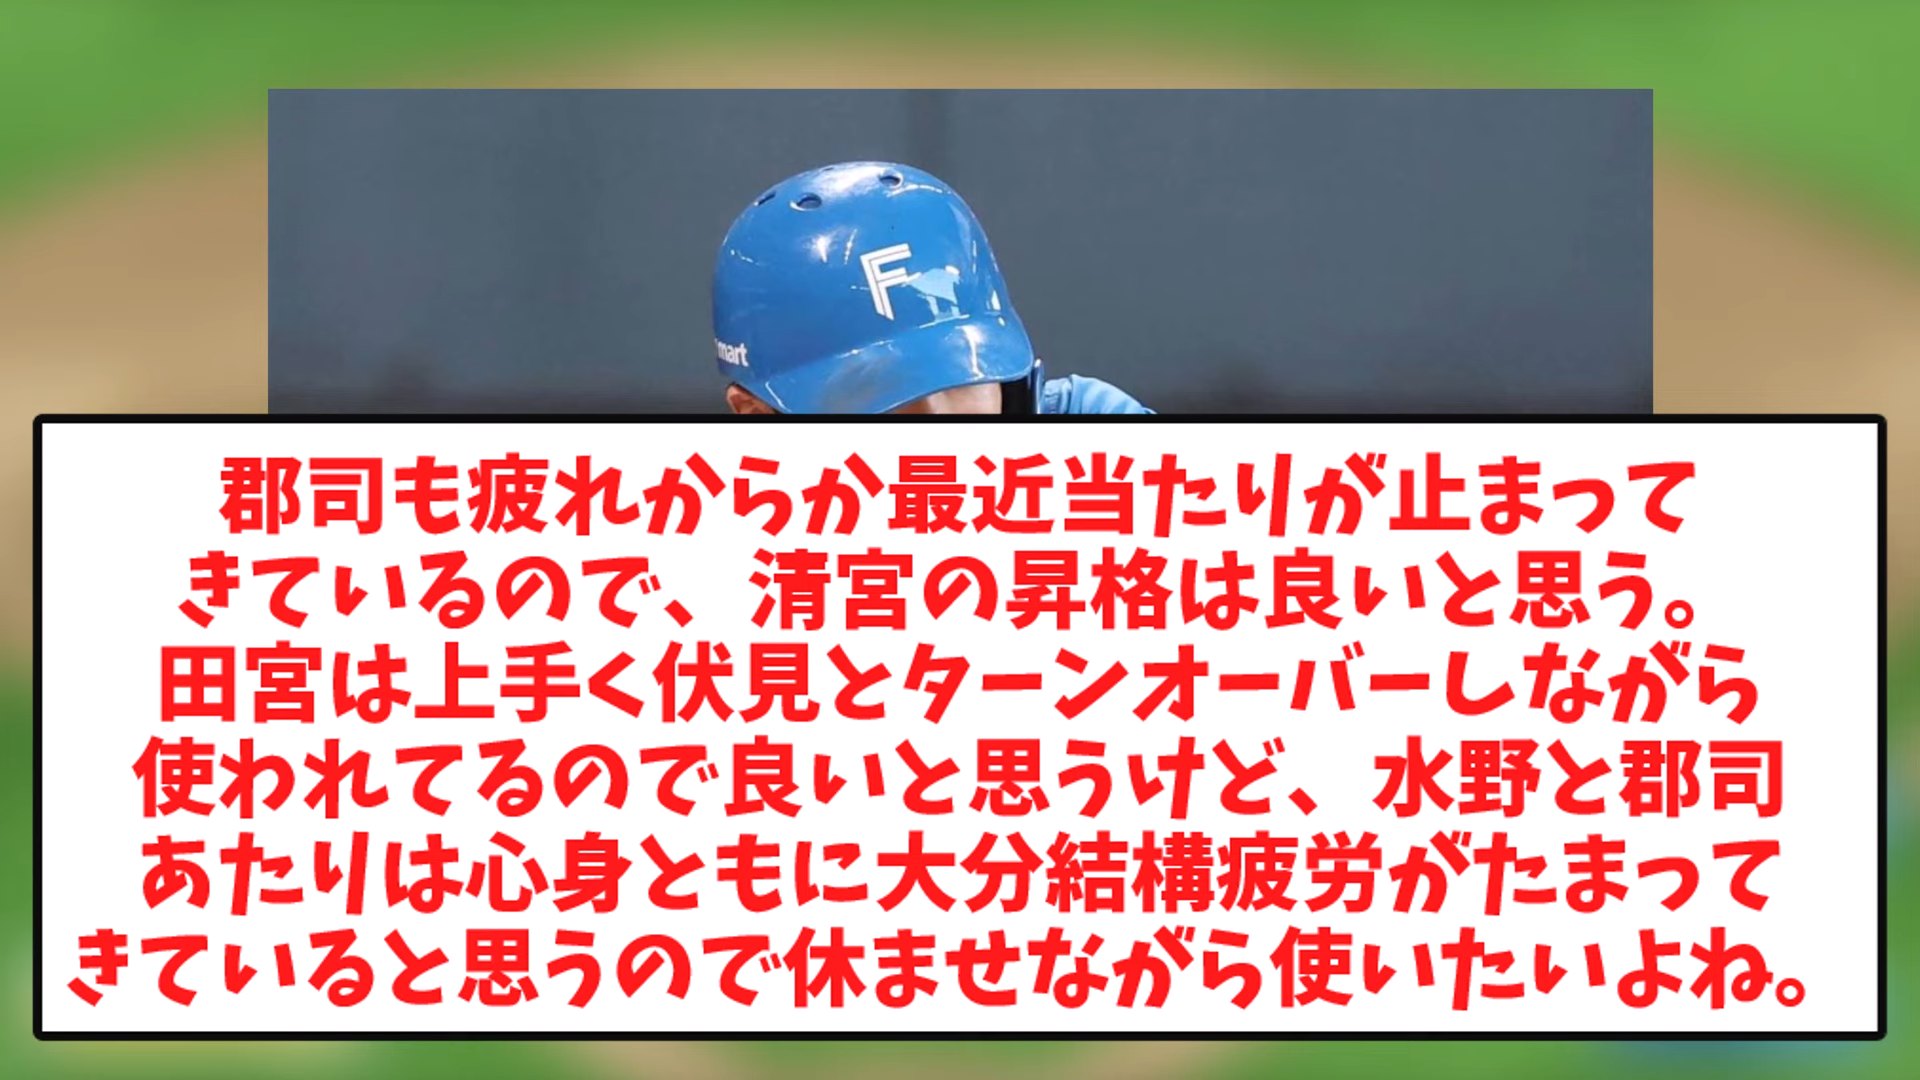 F
mart
郡司も疲れからか最近当たりが止まって
きているので、清宮の昇格は良いと思う。
田宮は上手く伏見とターンオーバーしながら
使われてるので良いと思うけど、水野と郡司
あたりは心身ともに大分結構疲労がたまって
きていると思うので休ませながら使いたいよね。